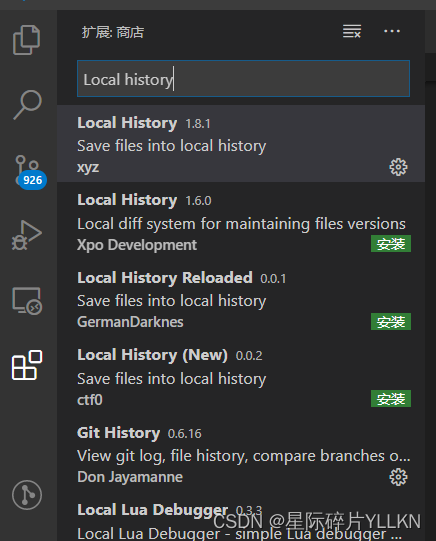 扩展: 商店
Local history
Local History 1.8.1
Save files into local history
xyz
Local History 1.6.0
Local diff system for maintaining files versions
Xpo Development 安装
Local History Reloaded 0.0.1
Save files into local history
GermanDarknes 安装
Local History (New) 0.0.2
Save files into local history
ctf0 安装
Git History 0.6.16
View git log, file history, compare branches o...
Don Jayamanne
Local Lua Debugger 0.3.3
Local Lua Debugger - simple Lua debugger ...
926
CSDN @星际碎片YLLKN